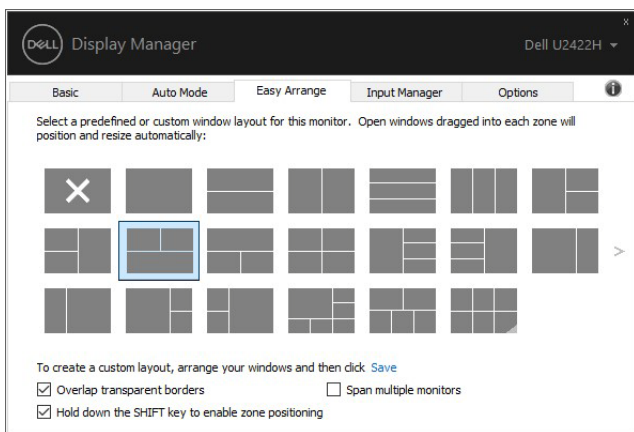 DELL Display Manager
Dell U2422H
x
Basic Auto Mode Easy Arrange Input Manager Options
Select a predefined or custom window layout for this monitor. Open windows dragged into each zone will
position and resize automatically:
>
To create a custom layout, arrange your windows and then click Save
Overlap transparent borders
Span multiple monitors
Hold down the SHIFT key to enable zone positioning